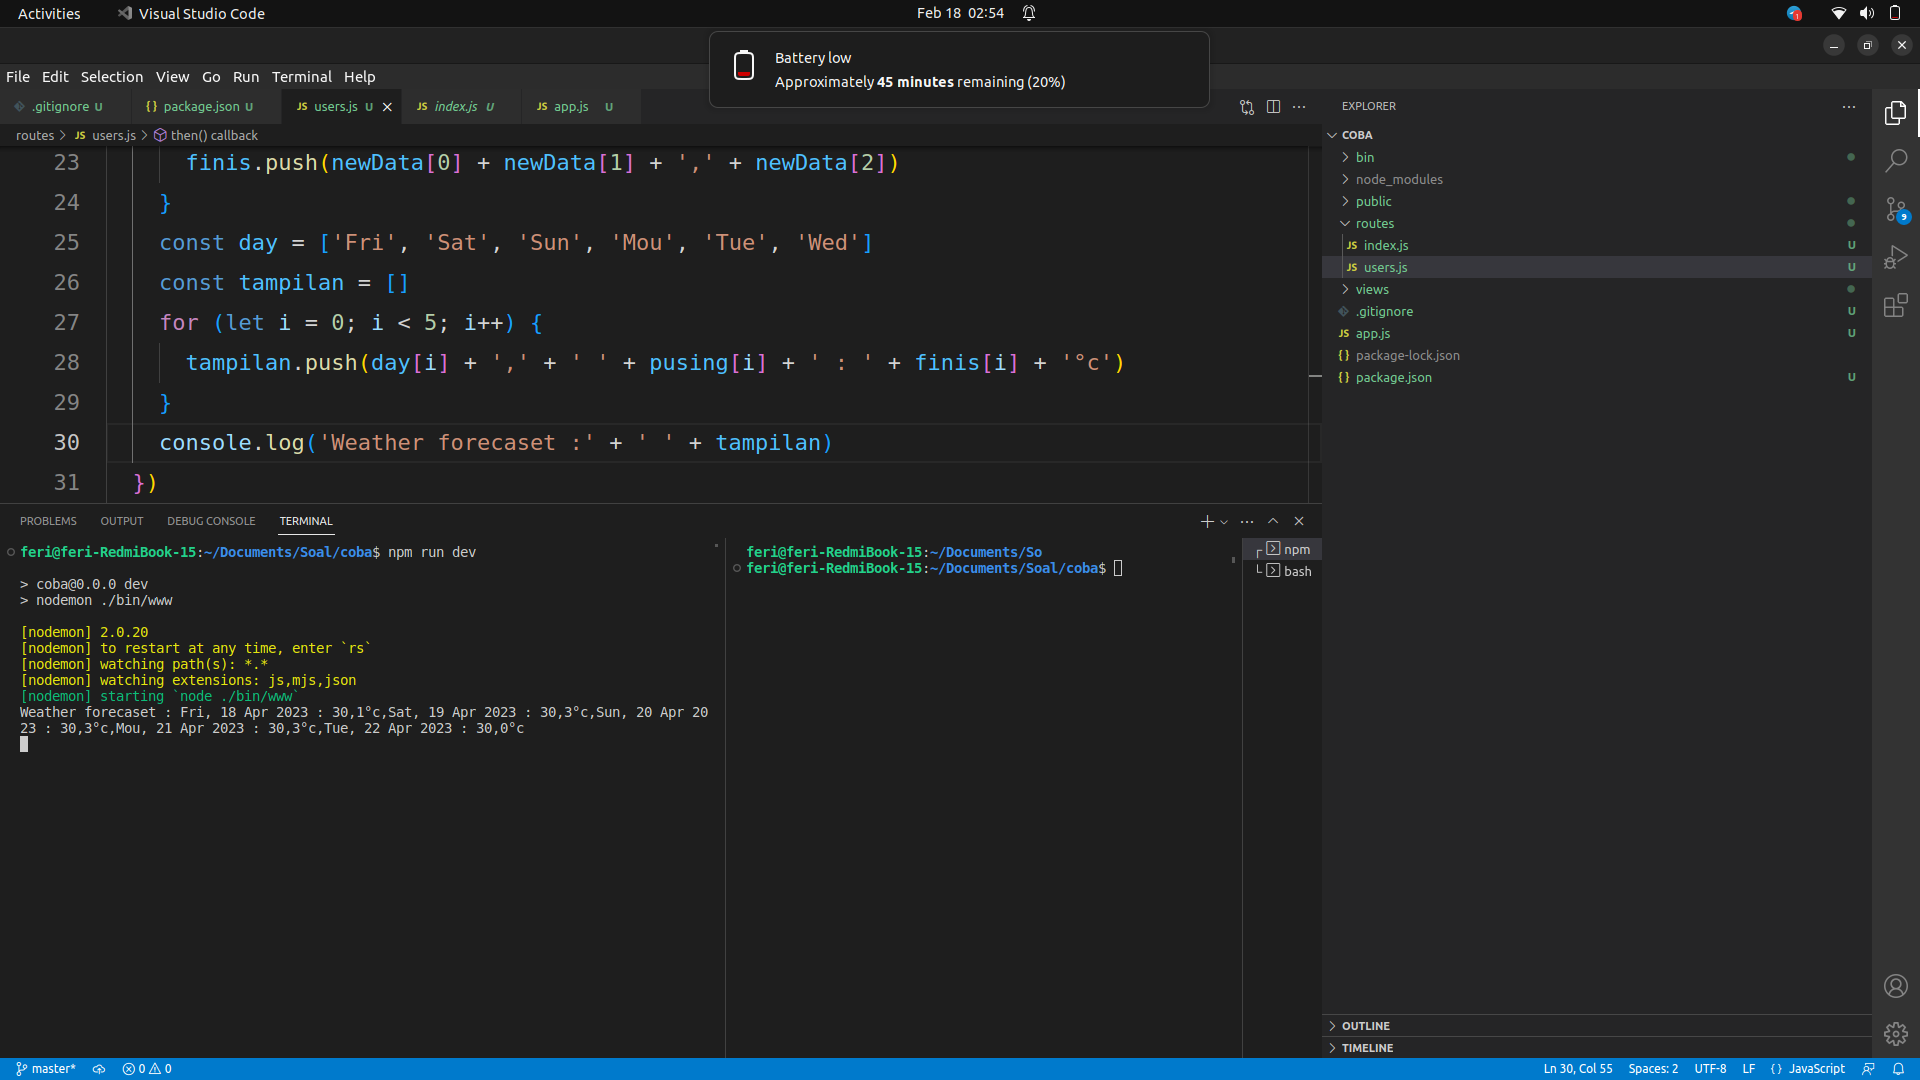 Activities
Visual Studio Code
Feb 18 02:54
1
Battery low
Approximately 45 minutes remaining (20%)
File Edit Selection View Go Run Terminal Help
.gitignore U
{} package.json U
JS users.js U
JS index.js U
JS app.js U
routes > JS users.js > then() callback
23 finis.push(newData[0] + newData[1] + ',' + newData[2])
24 }
25 const day = ['Fri', 'Sat', 'Sun', 'Mou', 'Tue', 'Wed']
26 const tampilan = []
27 for (let i = 0; i < 5; i++) {
28 tampilan.push(day[i] + ',' + ' ' + pusing[i] + ' : ' + finis[i] + '°c')
29 }
30 console.log('Weather forecaset :' + ' ' + tampilan)
31 })
PROBLEMS OUTPUT DEBUG CONSOLE TERMINAL
feri@feri-RedmiBook-15:~/Documents/Soal/coba$ npm run dev
> coba@0.0.0 dev
> nodemon ./bin/www
[nodemon] 2.0.20
[nodemon] to restart at any time, enter `rs`
[nodemon] watching path(s): *.*
[nodemon] watching extensions: js,mjs,json
[nodemon] starting `node ./bin/www`
Weather forecaset : Fri, 18 Apr 2023 : 30,1°c,Sat, 19 Apr 2023 : 30,3°c,Sun, 20 Apr 20
23 : 30,3°c,Mou, 21 Apr 2023 : 30,3°c,Tue, 22 Apr 2023 : 30,0°c
feri@feri-RedmiBook-15:~/Documents/So
feri@feri-RedmiBook-15:~/Documents/Soal/coba$
npm
bash
EXPLORER
COBA
bin
node_modules
public
routes
JS index.js U
JS users.js U
views
.gitignore U
JS app.js U
{} package-lock.json
{} package.json U
OUTLINE
TIMELINE
9
master*
0 0
Ln 30, Col 55
Spaces: 2
UTF-8
LF
{} JavaScript